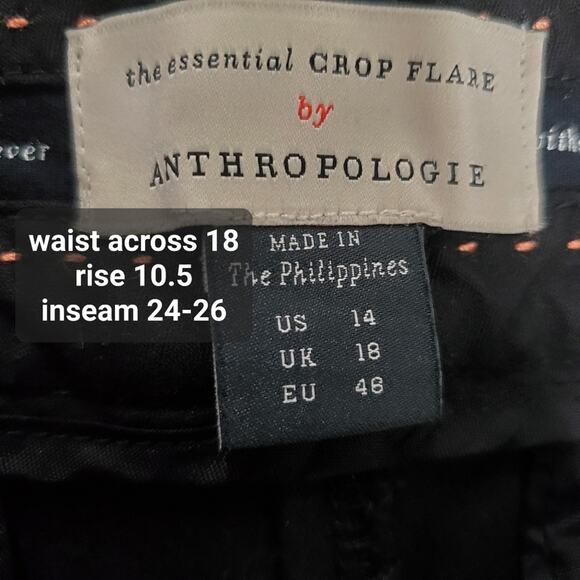 the essential CROP FLARE
by
ever
ANTHROPOLOGIE
waist across 18
rise 10.5
inseam 24-26
MADE IN
The Philippines
US 14
UK 18
EU 46